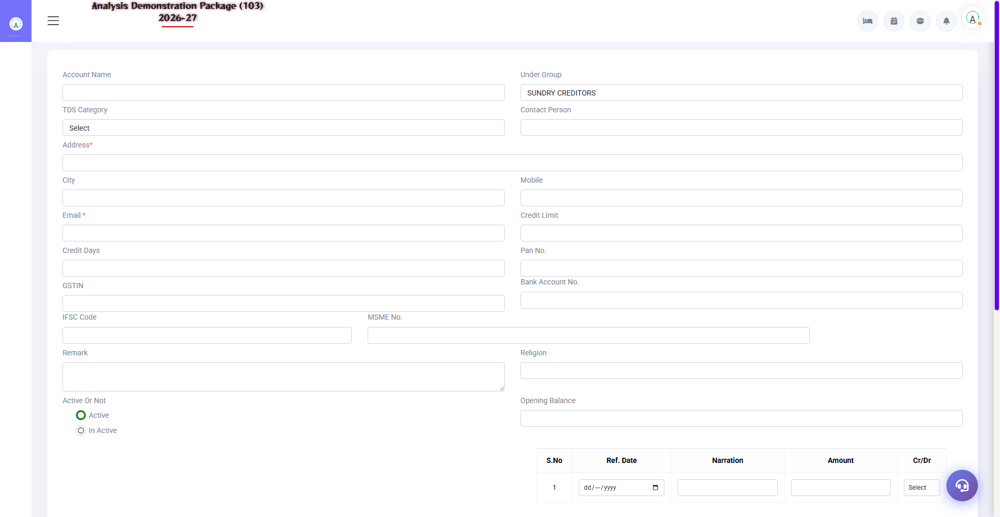 Analysis Demonstration Package (103)
2026-27
Account Name
Under Group
SUNDRY CREDITORS
TDS Category
Contact Person
Select
Address*
City
Mobile
Email *
Credit Limit
Credit Days
Pan No.
GSTIN
Bank Account No.
IFSC Code
MSME No.
Remark
Religion
Active Or Not
Opening Balance
Active
In Active
S.No Ref. Date Narration Amount Cr/Dr
1 dd/---/yyyy Select